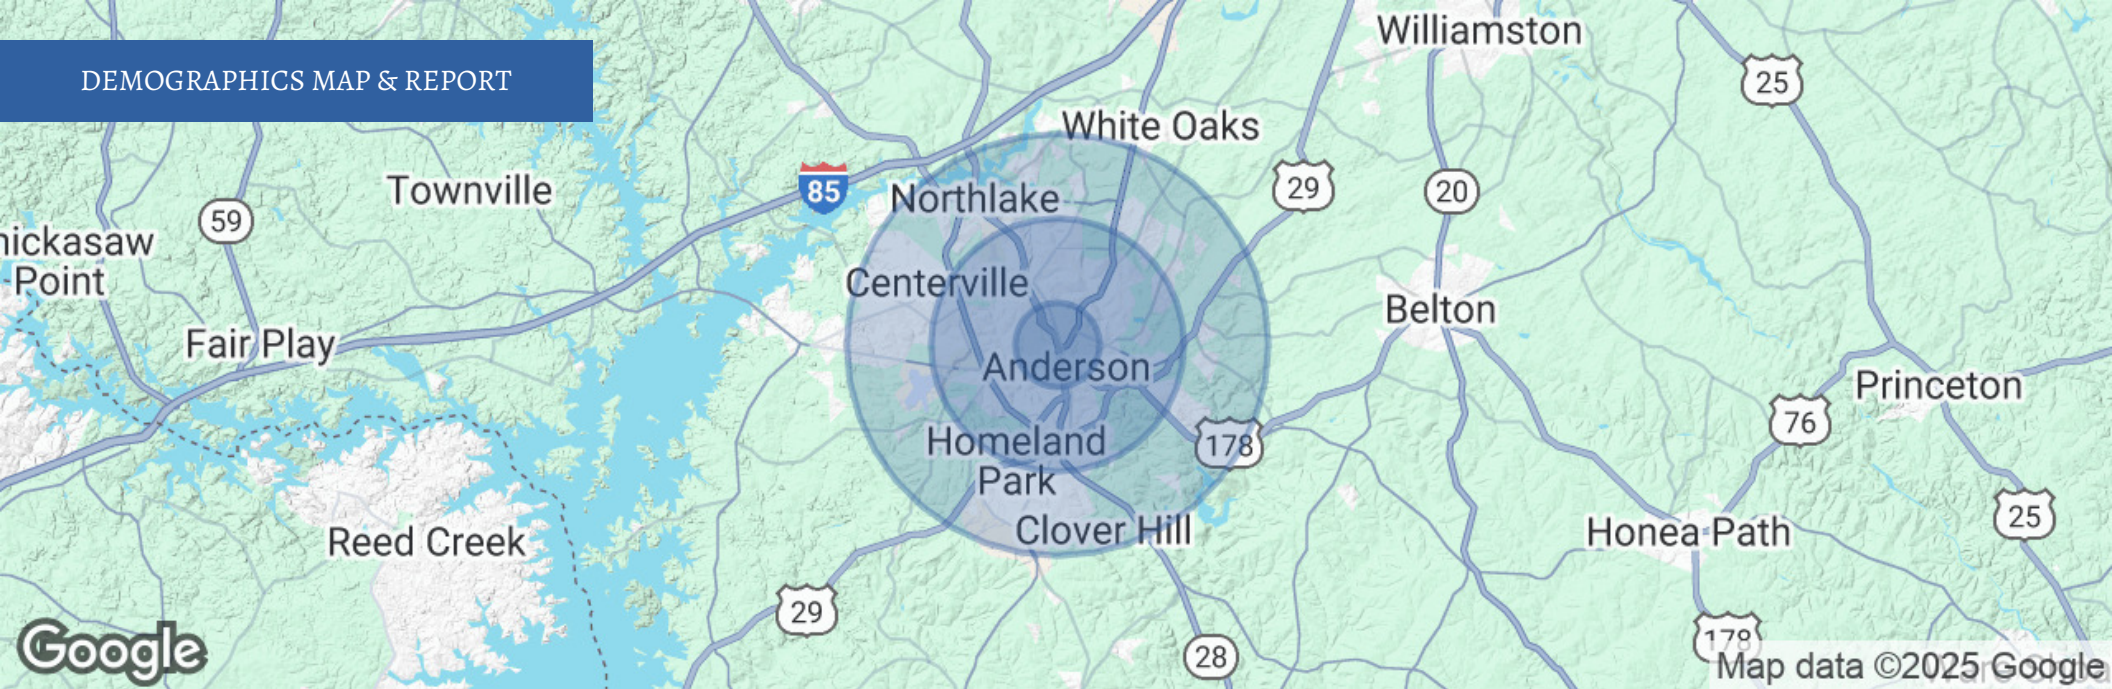 Williamston
DEMOGRAPHICS MAP & REPORT
25
White Oaks
Townville
85
Northlake
29
20
59
hickasaw
Point
Centerville
Belton
Fair Play
Anderson
Princeton
76
Homeland
Park
178
Reed Creek
Clover Hill
Honea Path
25
29
28
178
Google
Map data ©2025 Google